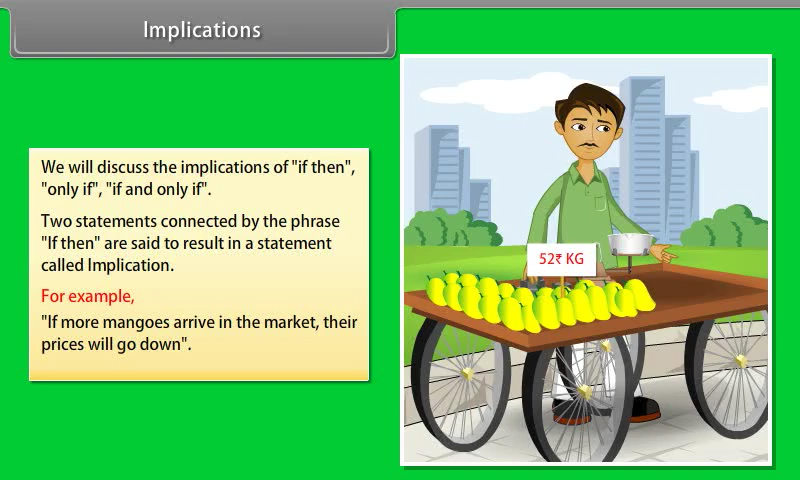 Implications
We will discuss the implications of "if then",
"only if", "if and only if".
Two statements connected by the phrase
"If then" are said to result in a statement
called Implication.
For example,
"If more mangoes arrive in the market, their
prices will go down".
52₹ KG